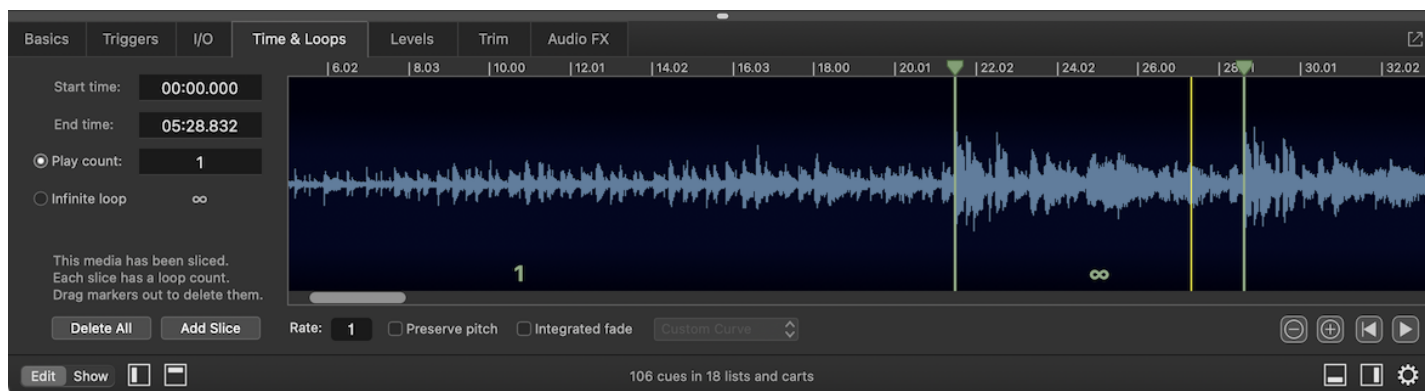 Basics Triggers I/O Time & Loops Levels Trim Audio FX
6.02 8.03 10.00 12.01 14.02 16.03 18.00 20.01 22.02 24.02 26.00 30.01 32.02
Start time: 00:00.000
End time: 05:28.832
Play count: 1
Infinite loop ∞
This media has been sliced.
Each slice has a loop count.
Drag markers out to delete them.
1 ∞
Delete All Add Slice Rate: 1 Preserve pitch Integrated fade Custom Curve
Edit Show 106 cues in 18 lists and carts